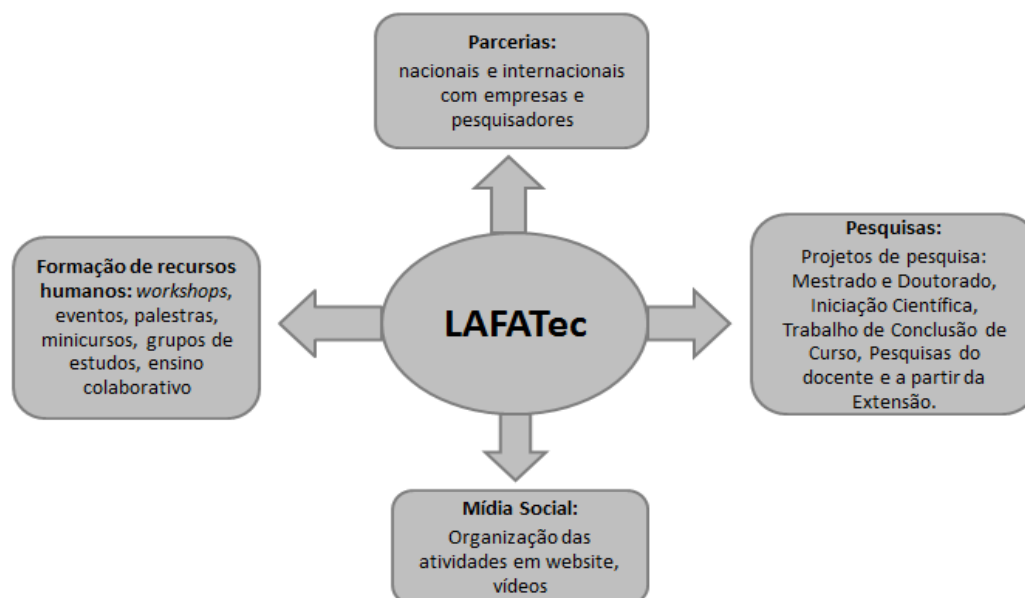 Parcerias:
nacionais e internacionais
com empresas e
pesquisadores
Formação de recursos
humanos: workshops,
eventos, palestras,
minicursos, grupos de
estudos, ensino
colaborativo
LAFATec
Pesquisas:
Projetos de pesquisa:
Mestrado e Doutorado,
Iniciação Científica,
Trabalho de Conclusão de
Curso, Pesquisas do
docente e a partir da
Extensão.
Mídia Social:
Organização das
atividades em website,
vídeos